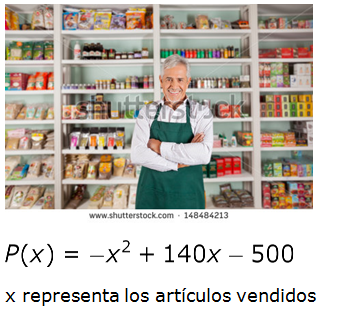 shutterstock
www.shutterstock.com · 148484213
P(x) = −x² + 140x − 500
x representa los artículos vendidos